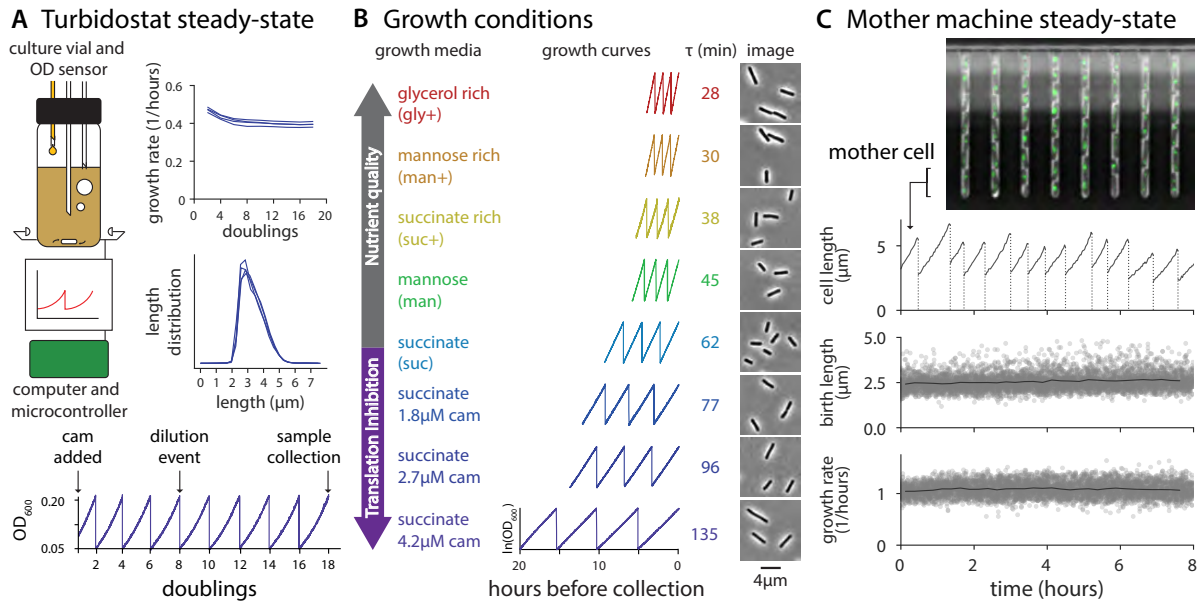 A Turbidostat steady-state
culture vial and
OD sensor
growth rate (1/hours)
0.6
0.4
0.2
0
0 2 4 6 8 10 12 14 16 18 20
doublings
length
distribution
0 1 2 3 4 5 6 7
length (μm)
computer and
microcontroller
cam
added
dilution
event
sample
collection
OD600
0.20
0.05
2 4 6 8 10 12 14 16 18
doublings
B Growth conditions
growth media growth curves τ (min) image
Nutrient quality
Translation Inhibition
glycerol rich
(gly+)
28
mannose rich
(man+)
30
succinate rich
(suc+)
38
mannose
(man)
45
succinate
(suc)
62
succinate
1.8μM cam
77
succinate
2.7μM cam
96
succinate
4.2μM cam
135
ln(OD600)
20 15 10 5 0
hours before collection
4μm
C Mother machine steady-state
mother cell
cell length
(μm)
5
0
birth length
(μm)
5.0
2.5
0.0
growth rate
(1/hours)
1
0
0 2 4 6 8
time (hours)